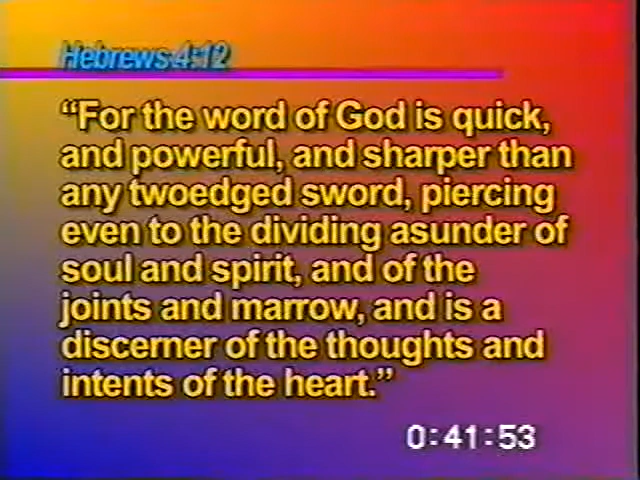 Hebrews 4:12
“For the word of God is quick,
and powerful, and sharper than
any twoedged sword, piercing
even to the dividing asunder of
soul and spirit, and of the
joints and marrow, and is a
discerner of the thoughts and
intents of the heart.”
0:41:53